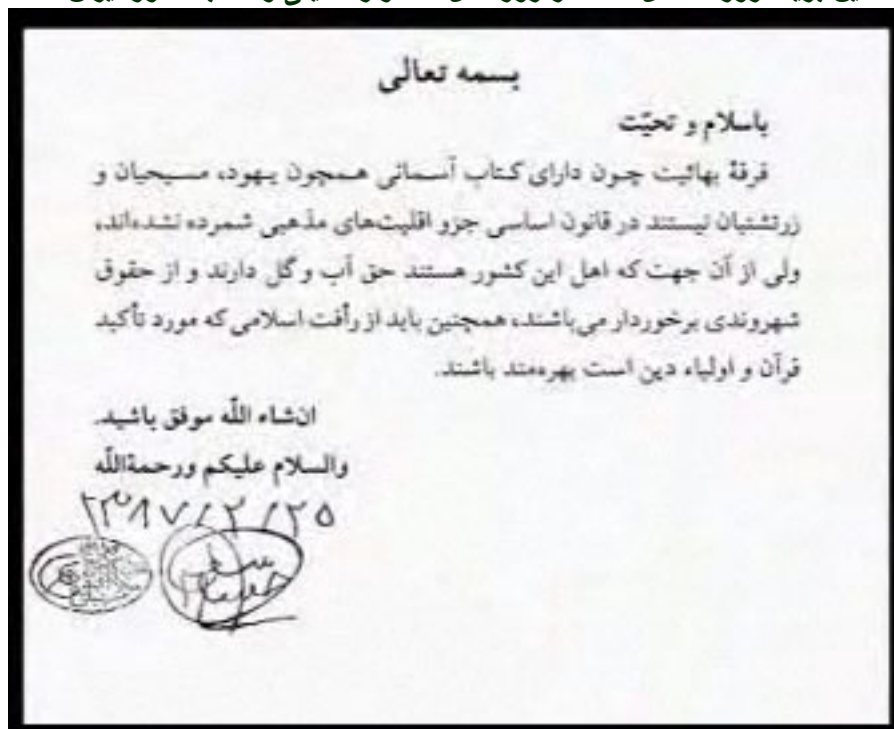 بسمه تعالی
باسلام و تحیّت
فرقهٔ بهائیت چون دارای کتاب آسمانی همچون یهود، مسیحیان و
زرتشتیان نیستند در قانون اساسی جزو اقلیت‌های مذهبی شمرده نشده‌اند،
ولی از آن جهت که اهل این کشور هستند حق آب و گل دارند و از حقوق
شهروندی برخوردار می‌باشند، همچنین باید از رأفت اسلامی که مورد تأکید
قرآن و اولیاء دین است بهره‌مند باشند.
انشاء اللّه موفق باشید.
والسلام علیکم ورحمةاللّه
۱۳۸۷/۲/۲۵